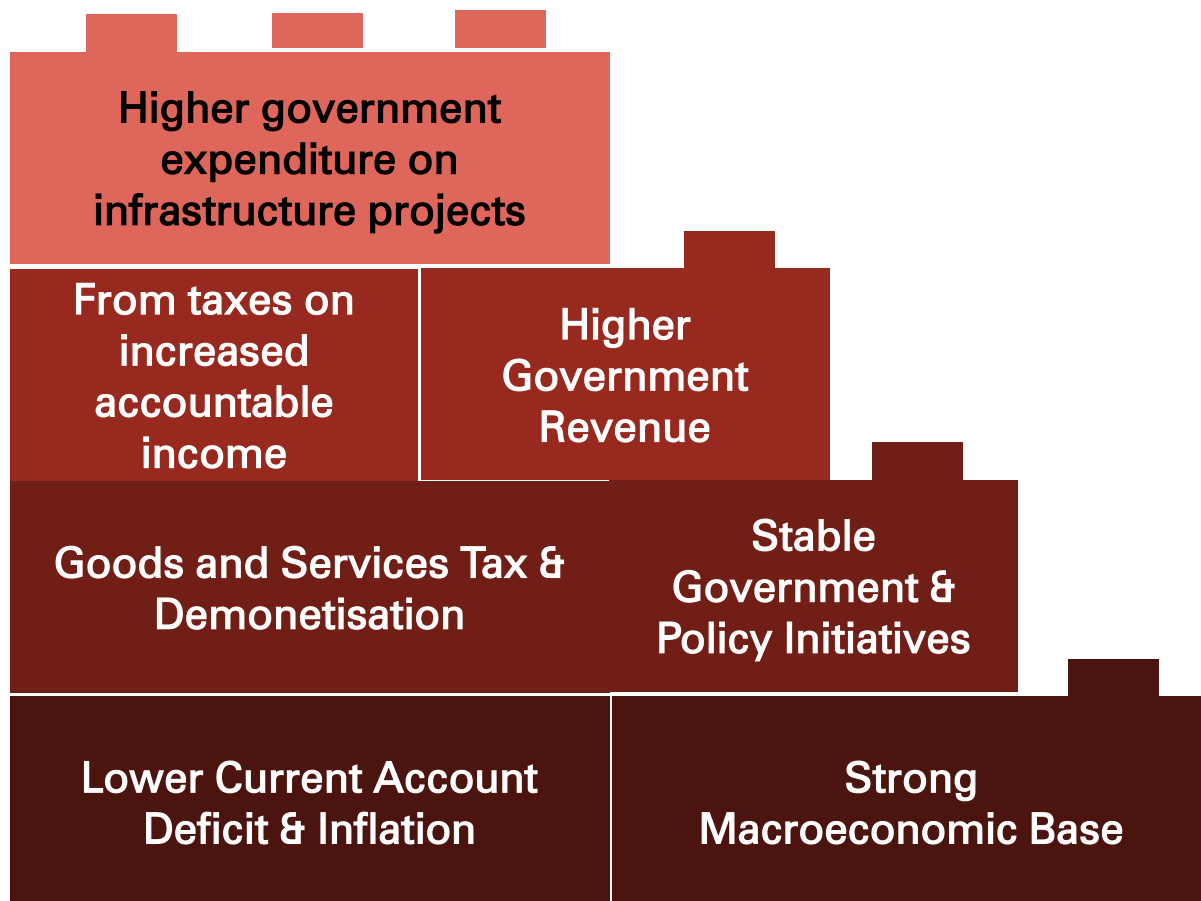 Higher government
expenditure on
infrastructure projects
From taxes on
increased
accountable
income
Higher
Government
Revenue
Goods and Services Tax &
Demonetisation
Stable
Government &
Policy Initiatives
Lower Current Account
Deficit & Inflation
Strong
Macroeconomic Base